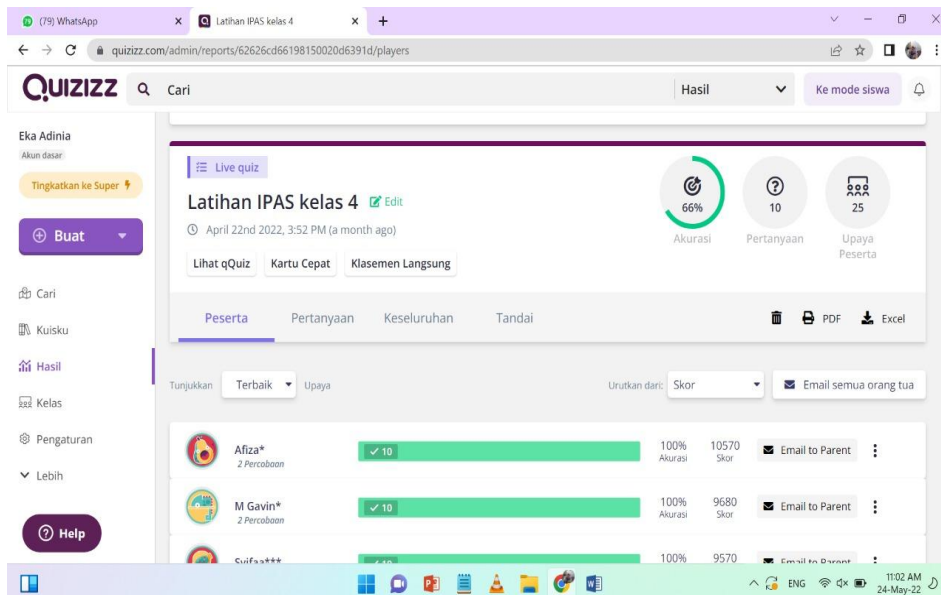 (79) WhatsApp
Latihan IPAS kelas 4
quizizz.com/admin/reports/62626cd66198150020d6391d/players
QUIZIZZ
Cari
Hasil
Ke mode siswa
Eka Adinia
Akun dasar
Tingkatkan ke Super
Buat
Cari
Kuisku
Hasil
Kelas
Pengaturan
Lebih
Help
Live quiz
Latihan IPAS kelas 4 Edit
April 22nd 2022, 3:52 PM (a month ago)
Lihat qQuiz Kartu Cepat Klasemen Langsung
66%
Akurasi
10
Pertanyaan
25
Upaya
Peserta
Peserta Pertanyaan Keseluruhan Tandai
PDF Excel
Tunjukkan Terbaik Upaya
Urutkan dari: Skor
Email semua orang tua
Afiza*
2 Percobaan
10
100%
Akurasi
10570
Skor
Email to Parent
M Gavin*
2 Percobaan
10
100%
Akurasi
9680
Skor
Email to Parent
Syifaa***
10
100%
9570
Email to Parent
ENG
11:02 AM
24-May-22